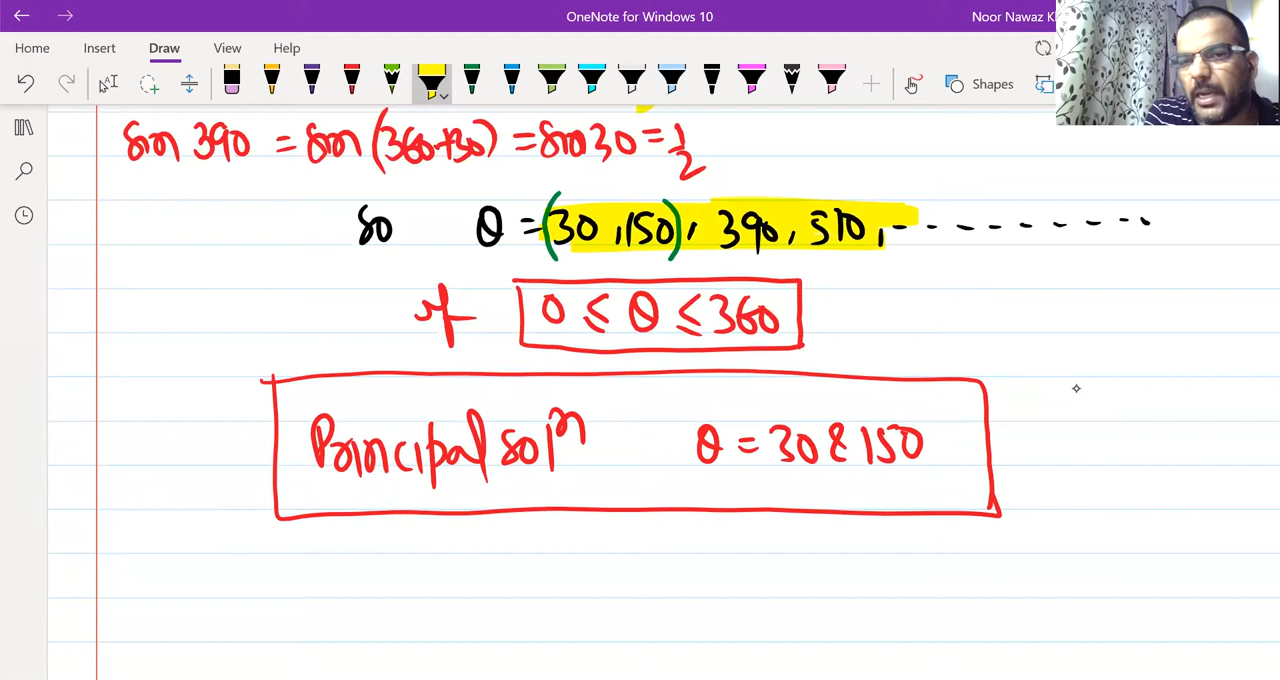 OneNote for Windows 10
Noor Nawaz K
Home Insert Draw View Help
Shapes
sin 390 = sin (360+30) = sin 30 = 1/2
so θ = (30, 150), 390, 510, ----------
if 0 ≤ θ ≤ 360
Principal solⁿ θ = 30 & 150